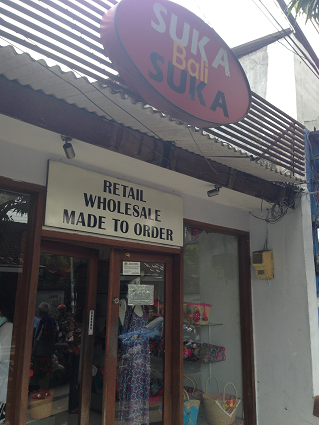 SUKA
Bali
SUKA
RETAIL
WHOLESALE
MADE TO ORDER